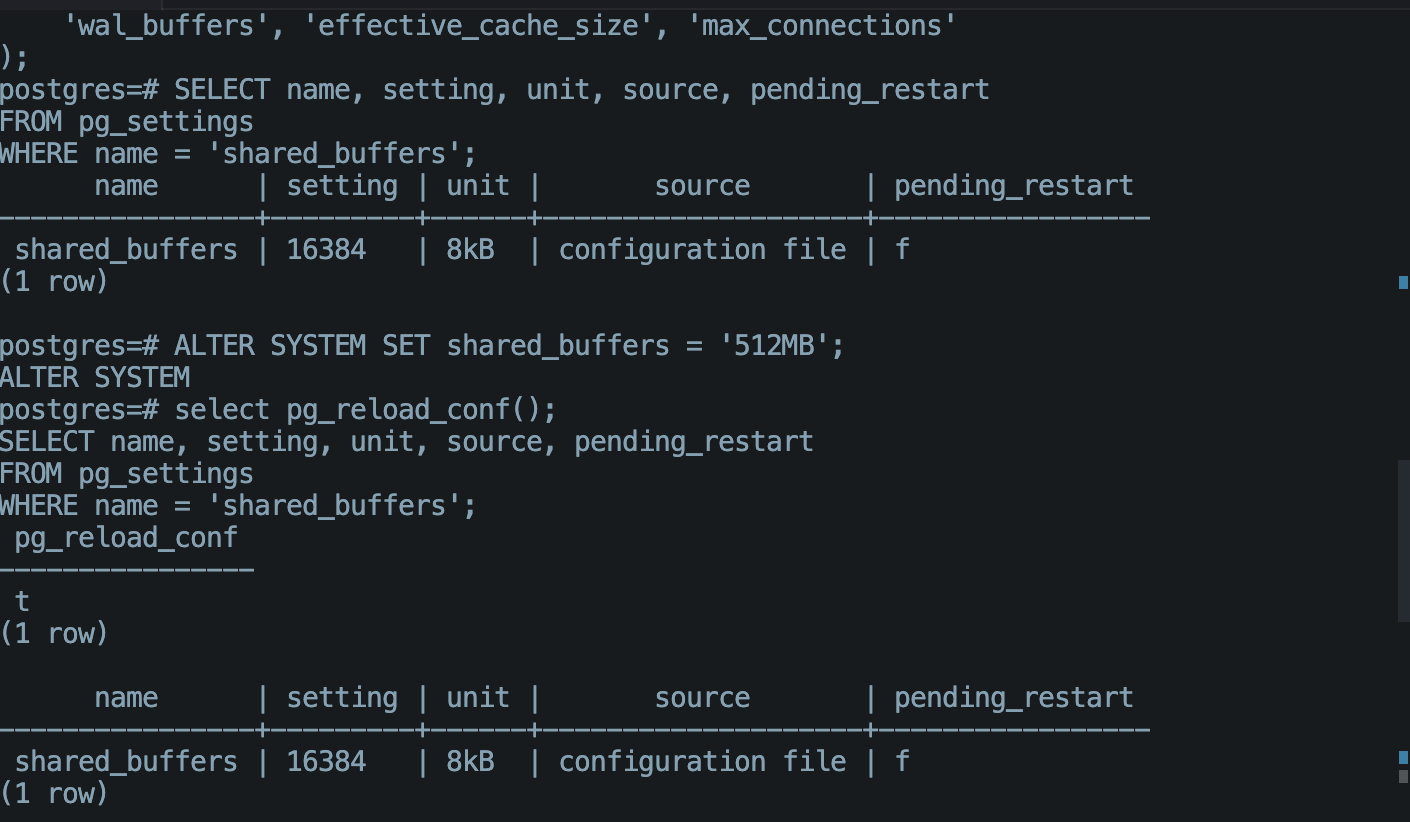 'wal_buffers', 'effective_cache_size', 'max_connections'
);
postgres=# SELECT name, setting, unit, source, pending_restart
FROM pg_settings
WHERE name = 'shared_buffers';
      name      | setting | unit |       source       | pending_restart
----------------+---------+------+--------------------+-----------------
 shared_buffers | 16384   | 8kB  | configuration file | f
(1 row)

postgres=# ALTER SYSTEM SET shared_buffers = '512MB';
ALTER SYSTEM
postgres=# select pg_reload_conf();
SELECT name, setting, unit, source, pending_restart
FROM pg_settings
WHERE name = 'shared_buffers';
 pg_reload_conf
----------------
 t
(1 row)

      name      | setting | unit |       source       | pending_restart
----------------+---------+------+--------------------+-----------------
 shared_buffers | 16384   | 8kB  | configuration file | f
(1 row)